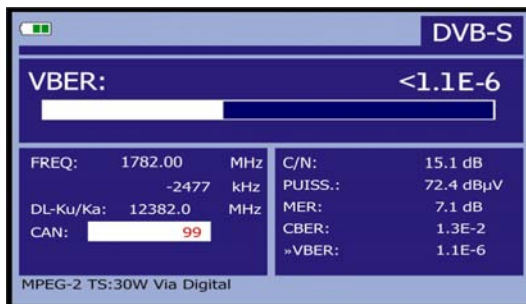 DVB-S
VBER: <1.1E-6
FREQ: 1782.00 MHz
-2477 kHz
DL-Ku/Ka: 12382.0 MHz
CAN: 99
C/N: 15.1 dB
PUISS.: 72.4 dBµV
MER: 7.1 dB
CBER: 1.3E-2
»VBER: 1.1E-6
MPEG-2 TS:30W Via Digital